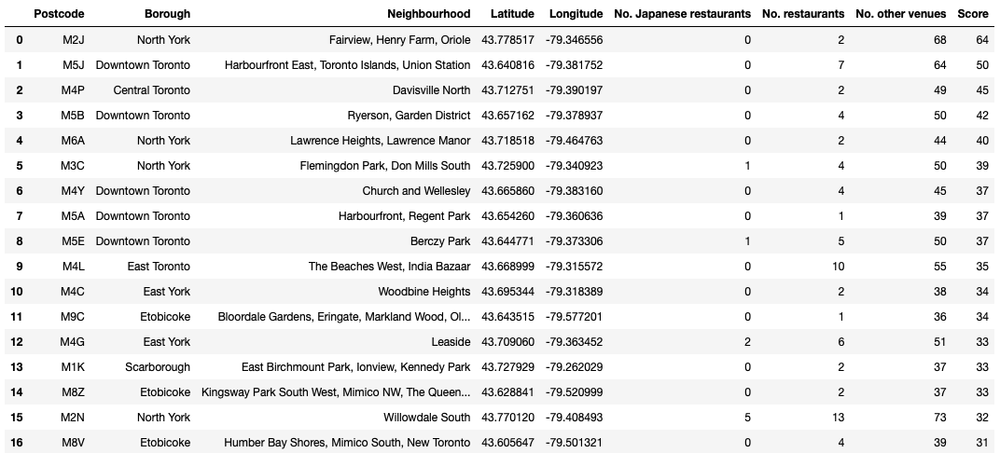 Postcode Borough Neighbourhood Latitude Longitude No. Japanese restaurants No. restaurants No. other venues Score
0 M2J North York Fairview, Henry Farm, Oriole 43.778517 -79.346556 0 2 68 64
1 M5J Downtown Toronto Harbourfront East, Toronto Islands, Union Station 43.640816 -79.381752 0 7 64 50
2 M4P Central Toronto Davisville North 43.712751 -79.390197 0 2 49 45
3 M5B Downtown Toronto Ryerson, Garden District 43.657162 -79.378937 0 4 50 42
4 M6A North York Lawrence Heights, Lawrence Manor 43.718518 -79.464763 0 2 44 40
5 M3C North York Flemingdon Park, Don Mills South 43.725900 -79.340923 1 4 50 39
6 M4Y Downtown Toronto Church and Wellesley 43.665860 -79.383160 0 4 45 37
7 M5A Downtown Toronto Harbourfront, Regent Park 43.654260 -79.360636 0 1 39 37
8 M5E Downtown Toronto Berczy Park 43.644771 -79.373306 1 5 50 37
9 M4L East Toronto The Beaches West, India Bazaar 43.668999 -79.315572 0 10 55 35
10 M4C East York Woodbine Heights 43.695344 -79.318389 0 2 38 34
11 M9C Etobicoke Bloordale Gardens, Eringate, Markland Wood, Ol... 43.643515 -79.577201 0 1 36 34
12 M4G East York Leaside 43.709060 -79.363452 2 6 51 33
13 M1K Scarborough East Birchmount Park, Ionview, Kennedy Park 43.727929 -79.262029 0 2 37 33
14 M8Z Etobicoke Kingsway Park South West, Mimico NW, The Queen... 43.628841 -79.520999 0 2 37 33
15 M2N North York Willowdale South 43.770120 -79.408493 5 13 73 32
16 M8V Etobicoke Humber Bay Shores, Mimico South, New Toronto 43.605647 -79.501321 0 4 39 31